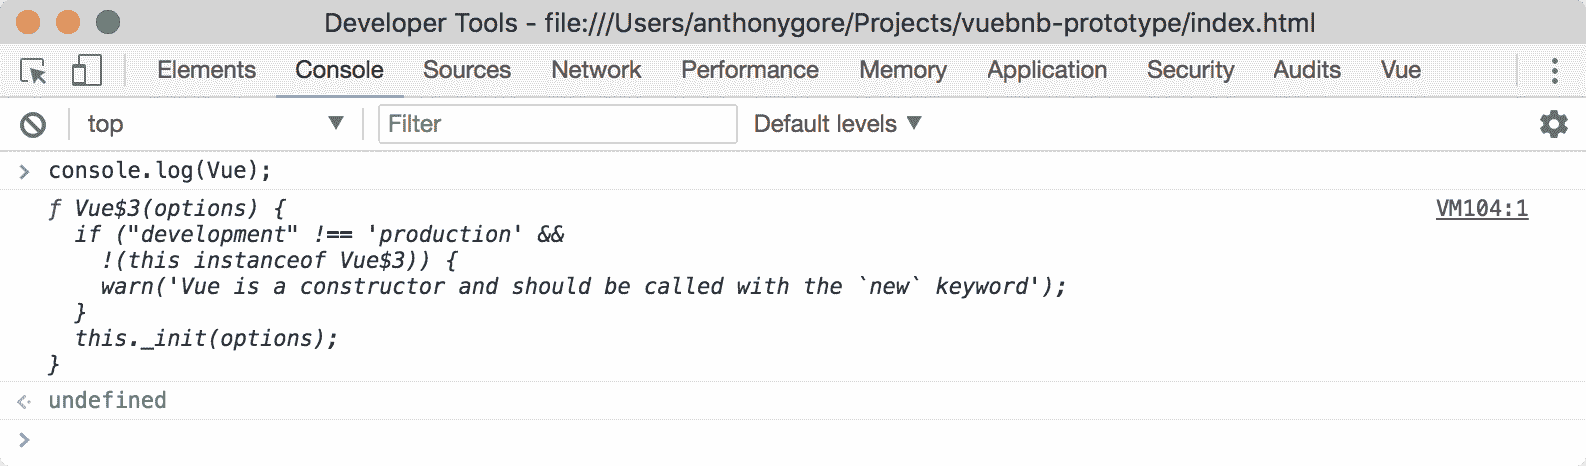 Developer Tools - file:///Users/anthonygore/Projects/vuebnb-prototype/index.html
Elements Console Sources Network Performance Memory Application Security Audits Vue
top Filter Default levels
console.log(Vue);
ƒ Vue$3(options) { VM104:1
if ("development" !== 'production' &&
!(this instanceof Vue$3)) {
warn('Vue is a constructor and should be called with the `new` keyword');
}
this._init(options);
}
undefined